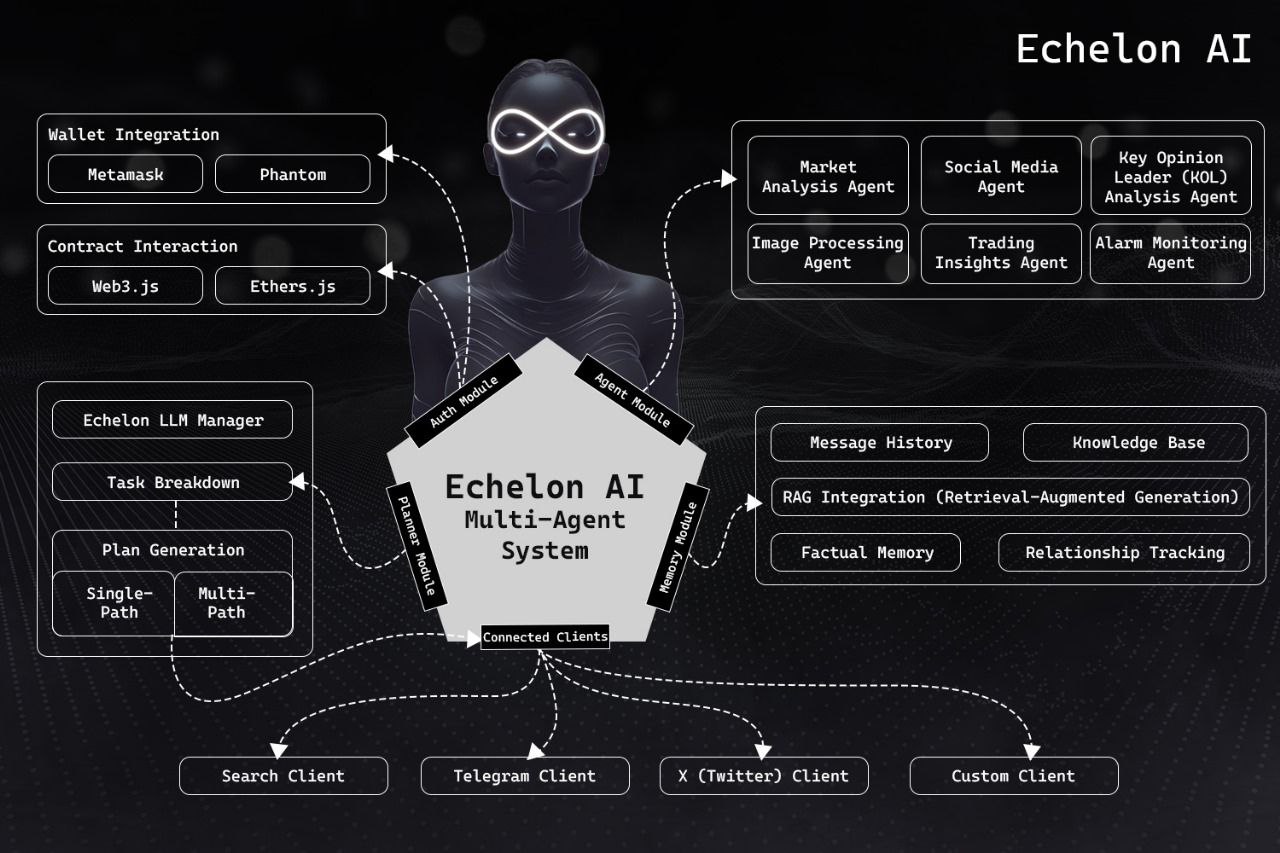 Echelon AI
Wallet Integration
Metamask
Phantom
Contract Interaction
Web3.js
Ethers.js
Market
Analysis Agent
Social Media
Agent
Key Opinion
Leader (KOL)
Analysis Agent
Image Processing
Agent
Trading
Insights Agent
Alarm Monitoring
Agent
Auth Module
Agent Module
Echelon LLM Manager
Task Breakdown
Plan Generation
Single-
Path
Multi-
Path
Planner Module
Echelon AI
Multi-Agent
System
Memory Module
Message History
Knowledge Base
RAG Integration (Retrieval-Augmented Generation)
Factual Memory
Relationship Tracking
Connected Clients
Search Client
Telegram Client
X (Twitter) Client
Custom Client